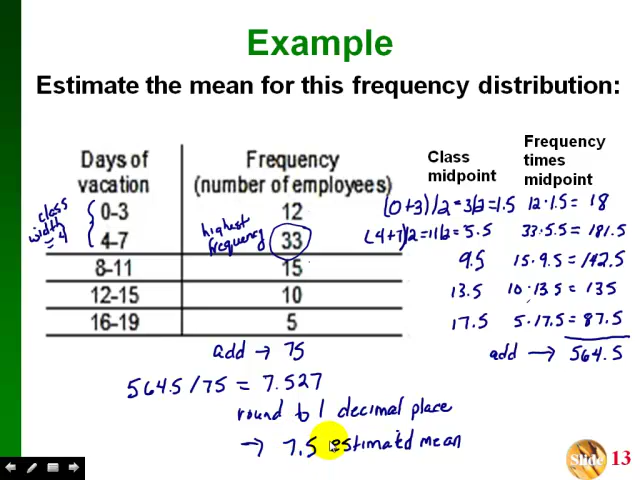 Example
Estimate the mean for this frequency distribution:
Days of vacation
Frequency (number of employees)
Class midpoint
Frequency times midpoint
class width = 4
0-3 12 (0+3)/2=3/2=1.5 12·1.5=18
highest frequency
4-7 33 (4+7)/2=11/2=5.5 33·5.5=181.5
8-11 15 9.5 15·9.5=142.5
12-15 10 13.5 10·13.5=135
16-19 5 17.5 5·17.5=87.5
add → 75 add → 564.5
564.5/75 = 7.527
round to 1 decimal place
→ 7.5 estimated mean
Slide 13